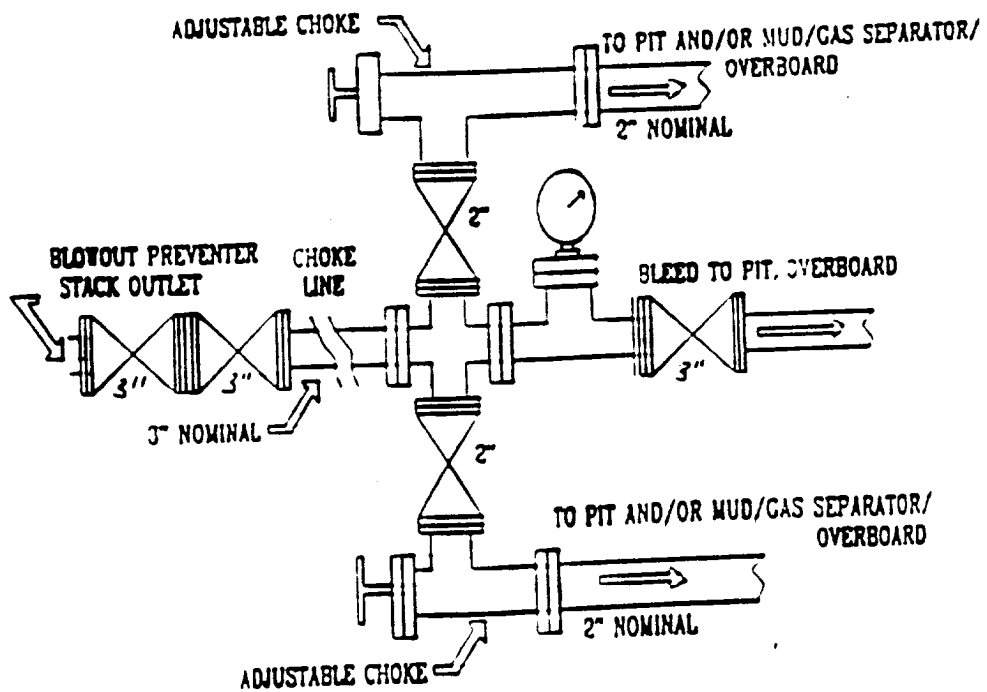 ADJUSTABLE CHOKE
TO PIT AND/OR MUD/GAS SEPARATOR/
OVERBOARD
2" NOMINAL
2"
BLOWOUT PREVENTER
STACK OUTLET
CHOKE
LINE
BLEED TO PIT, OVERBOARD
3"
3"
3"
3" NOMINAL
2"
TO PIT AND/OR MUD/GAS SEPARATOR/
OVERBOARD
2" NOMINAL
ADJUSTABLE CHOKE